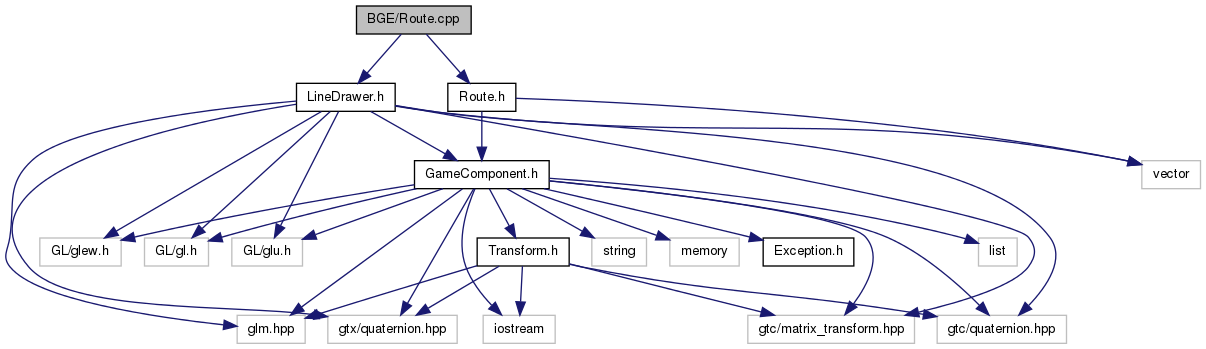 BGE/Route.cpp
LineDrawer.h
Route.h
GameComponent.h
vector
GL/glew.h
GL/gl.h
GL/glu.h
Transform.h
string
memory
Exception.h
list
glm.hpp
gtx/quaternion.hpp
iostream
gtc/matrix_transform.hpp
gtc/quaternion.hpp